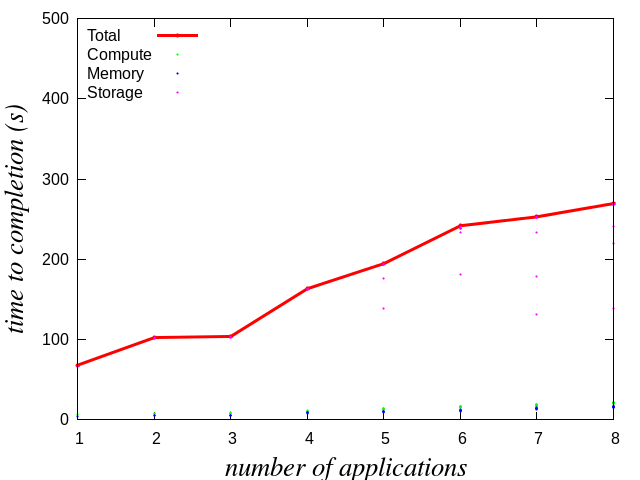 500
400
300
200
100
0
time to completion (s)
Total
Compute
Memory
Storage
1 2 3 4 5 6 7 8
number of applications